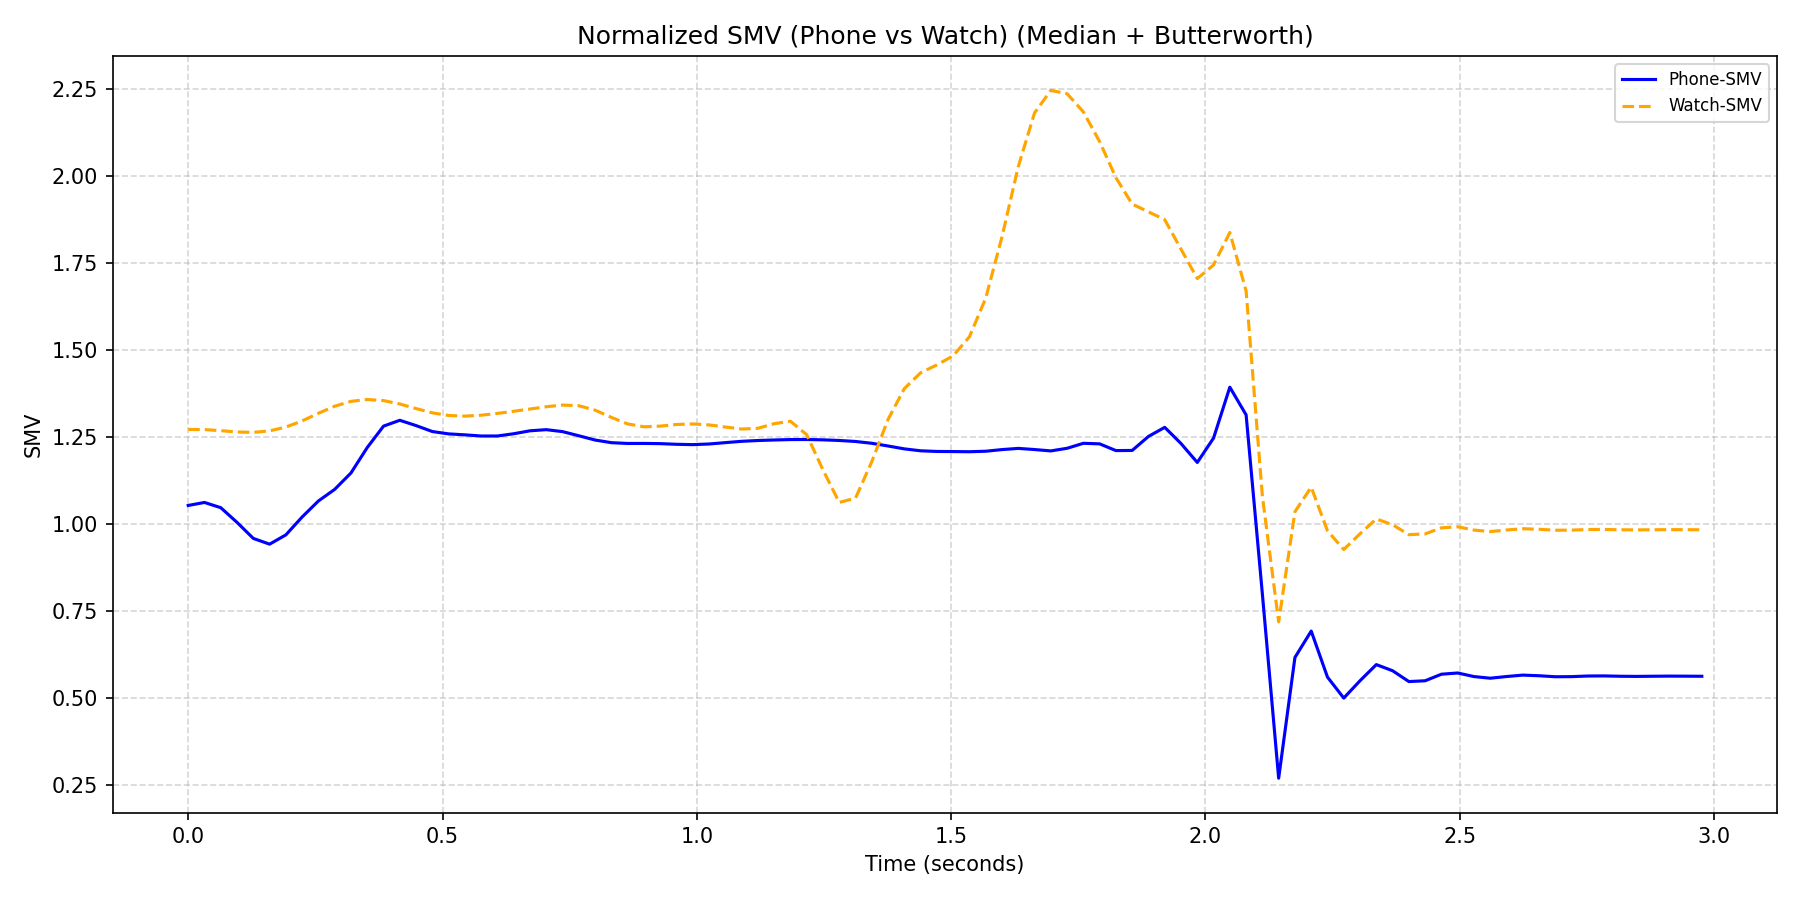 Normalized SMV (Phone vs Watch) (Median + Butterworth)
Phone-SMV
Watch-SMV
2.25
2.00
1.75
1.50
1.25
1.00
0.75
0.50
0.25
SMV
0.0 0.5 1.0 1.5 2.0 2.5 3.0
Time (seconds)